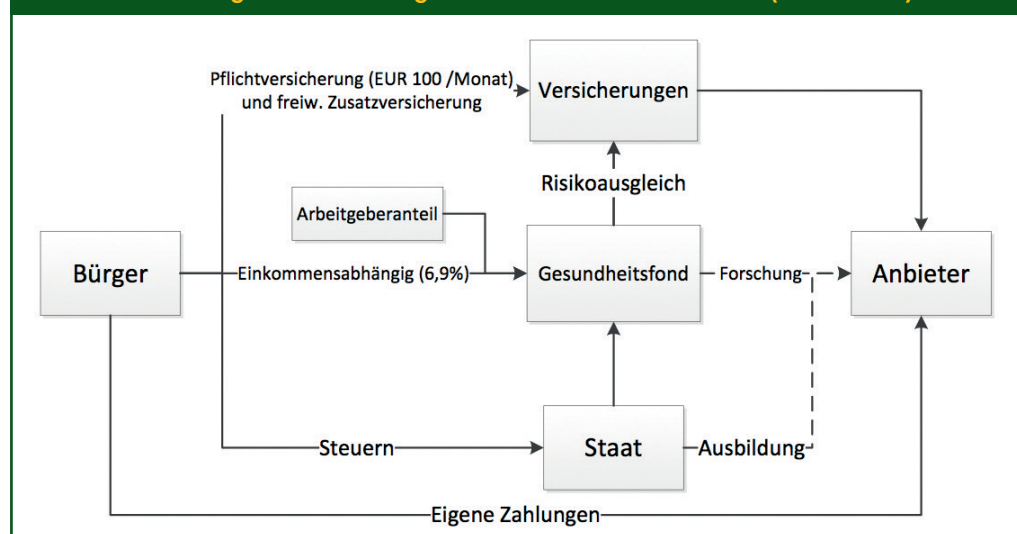 Pflichtversicherung (EUR 100 /Monat)
und freiw. Zusatzversicherung
Versicherungen
Risikoausgleich
Arbeitgeberanteil
Bürger
Einkommensabhängig (6,9%)
Gesundheitsfond
Forschung
Anbieter
Steuern
Staat
Ausbildung
Eigene Zahlungen